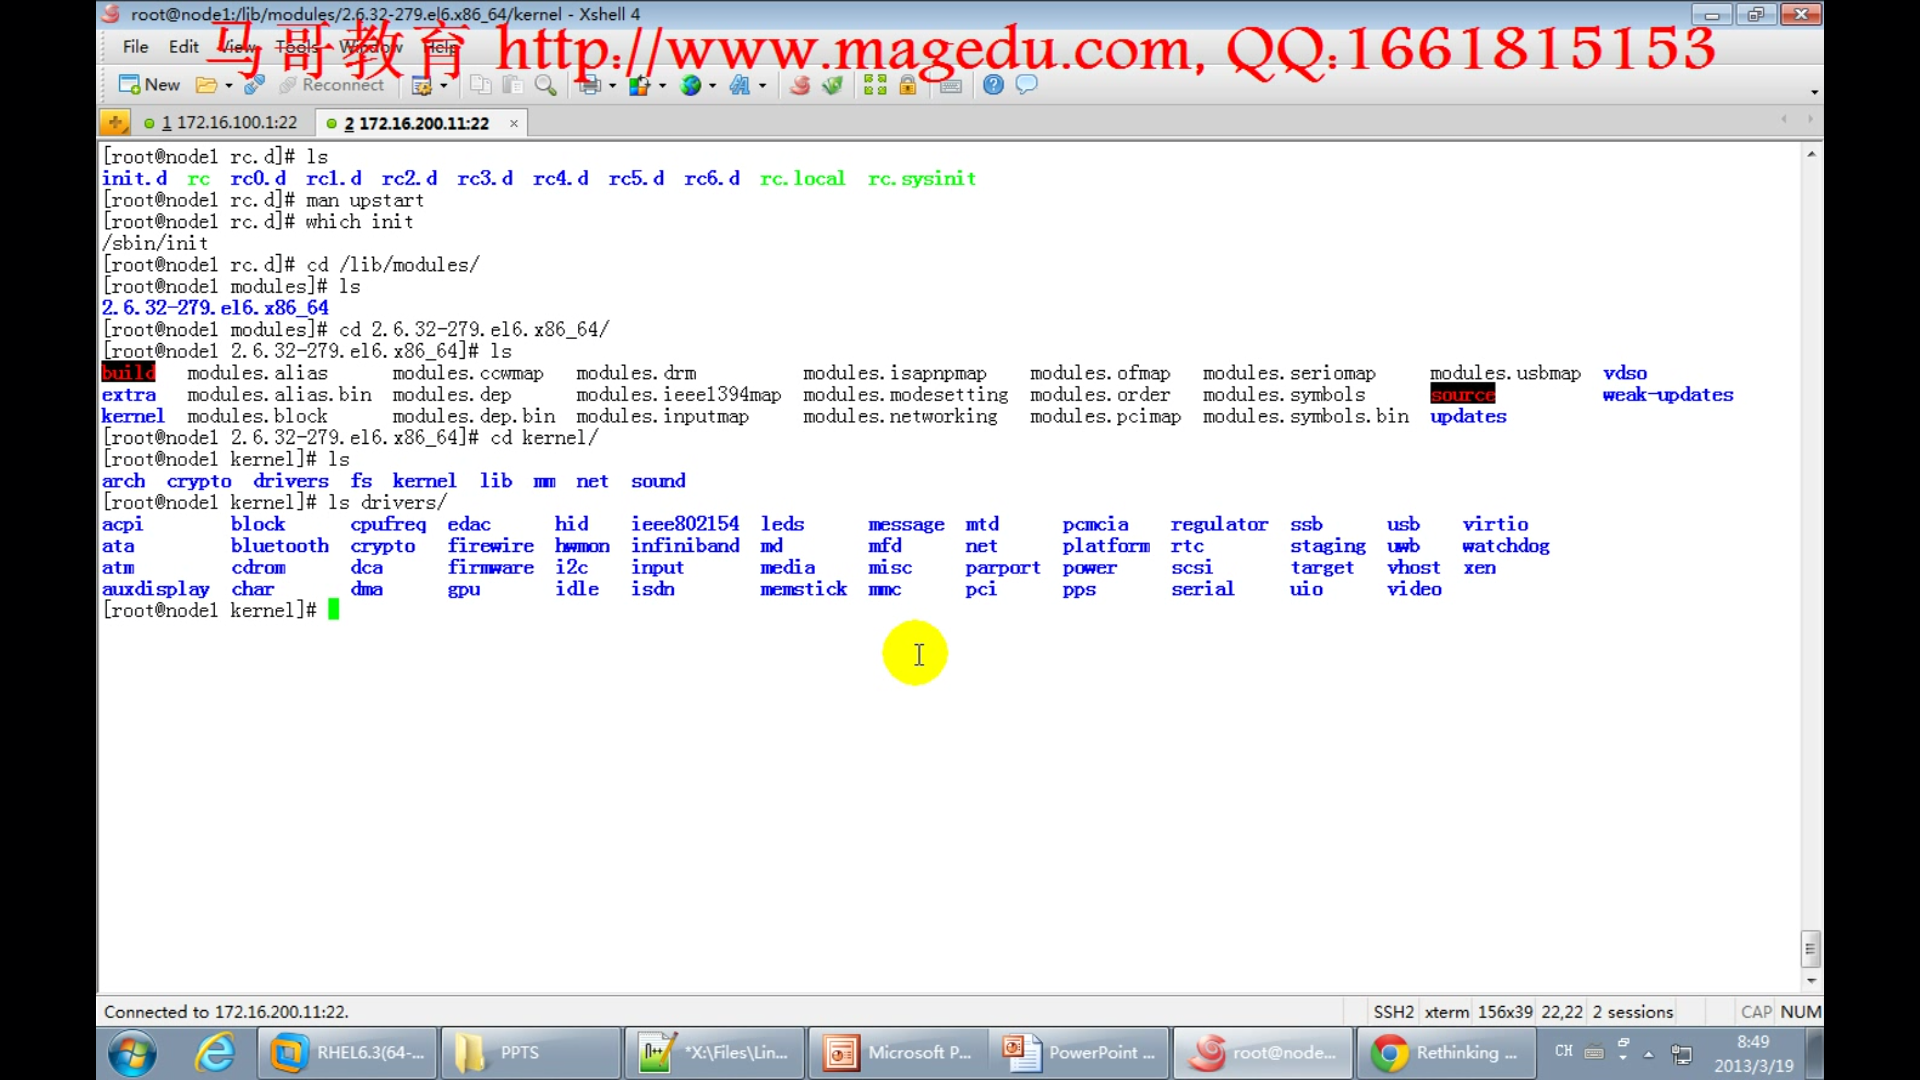 root@node1:/lib/modules/2.6.32-279.el6.x86_64/kernel - Xshell 4
马哥教育 http://www.magedu.com, QQ:1661815153
File Edit View Tools Window Help
New Reconnect
1 172.16.100.1:22 2 172.16.200.11:22
[root@node1 rc.d]# ls
init.d rc rc0.d rc1.d rc2.d rc3.d rc4.d rc5.d rc6.d rc.local rc.sysinit
[root@node1 rc.d]# man upstart
[root@node1 rc.d]# which init
/sbin/init
[root@node1 rc.d]# cd /lib/modules/
[root@node1 modules]# ls
2.6.32-279.el6.x86_64
[root@node1 modules]# cd 2.6.32-279.el6.x86_64/
[root@node1 2.6.32-279.el6.x86_64]# ls
build modules.alias modules.ccwmap modules.drm modules.isapnpmap modules.ofmap modules.seriomap modules.usbmap vdso
extra modules.alias.bin modules.dep modules.ieee1394map modules.modesetting modules.order modules.symbols source weak-updates
kernel modules.block modules.dep.bin modules.inputmap modules.networking modules.pcimap modules.symbols.bin updates
[root@node1 2.6.32-279.el6.x86_64]# cd kernel/
[root@node1 kernel]# ls
arch crypto drivers fs kernel lib mm net sound
[root@node1 kernel]# ls drivers/
acpi block cpufreq edac hid ieee802154 leds message mtd pcmcia regulator ssb usb virtio
ata bluetooth crypto firewire hwmon infiniband md mfd net platform rtc staging uwb watchdog
atm cdrom dca firmware i2c input media misc parport power scsi target vhost xen
auxdisplay char dma gpu idle isdn memstick mmc pci pps serial uio video
[root@node1 kernel]#
Connected to 172.16.200.11:22. SSH2 xterm 156x39 22,22 2 sessions CAP NUM
RHEL6.3(64-... PPTS *X:\Files\Lin... Microsoft P... PowerPoint ... root@node... Rethinking ... CH 8:49
2013/3/19